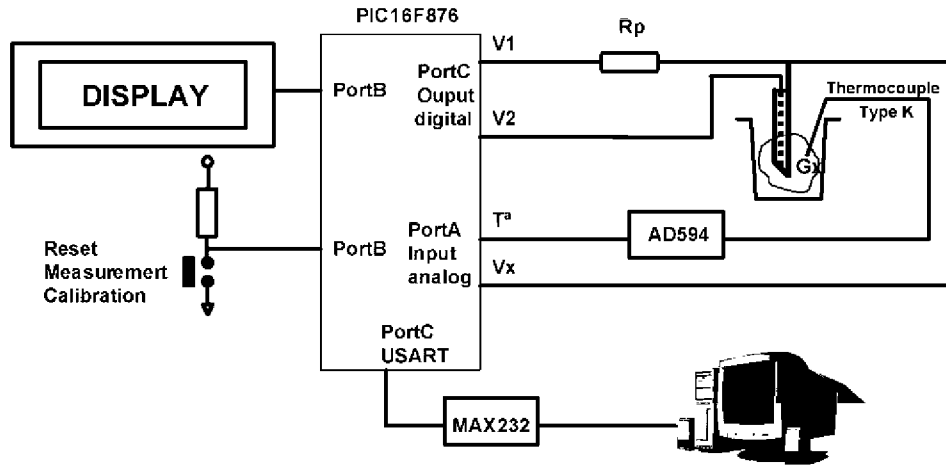 PIC16F876
DISPLAY
PortB
PortC
Ouput
digital
V1
Rp
V2
Thermocouple
Type K
Gx
Reset
Measurement
Calibration
PortB
PortA
Input
analog
Tª
AD594
Vx
PortC
USART
MAX232